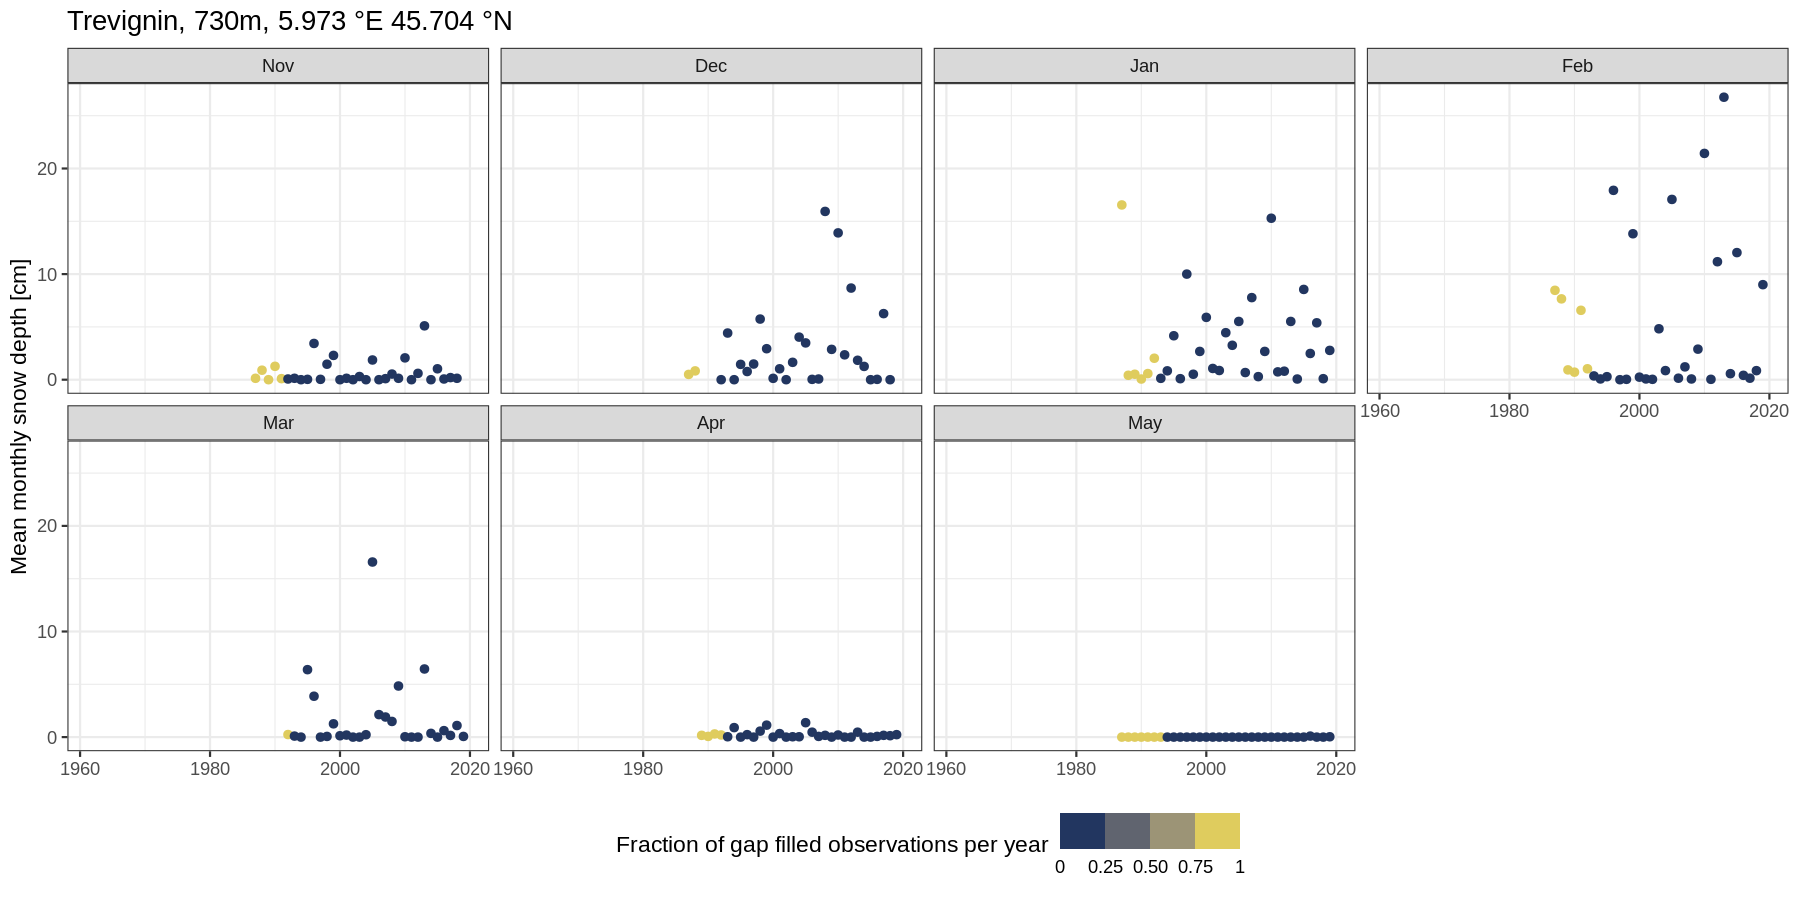 Trevignin, 730m, 5.973 °E 45.704 °N
Nov
Dec
Jan
Feb
20
10
0
1960 1980 2000 2020
Mar
Apr
May
20
10
0
1960 1980 2000 2020
1960 1980 2000 2020
1960 1980 2000 2020
Mean monthly snow depth [cm]
Fraction of gap filled observations per year
0 0.25 0.50 0.75 1